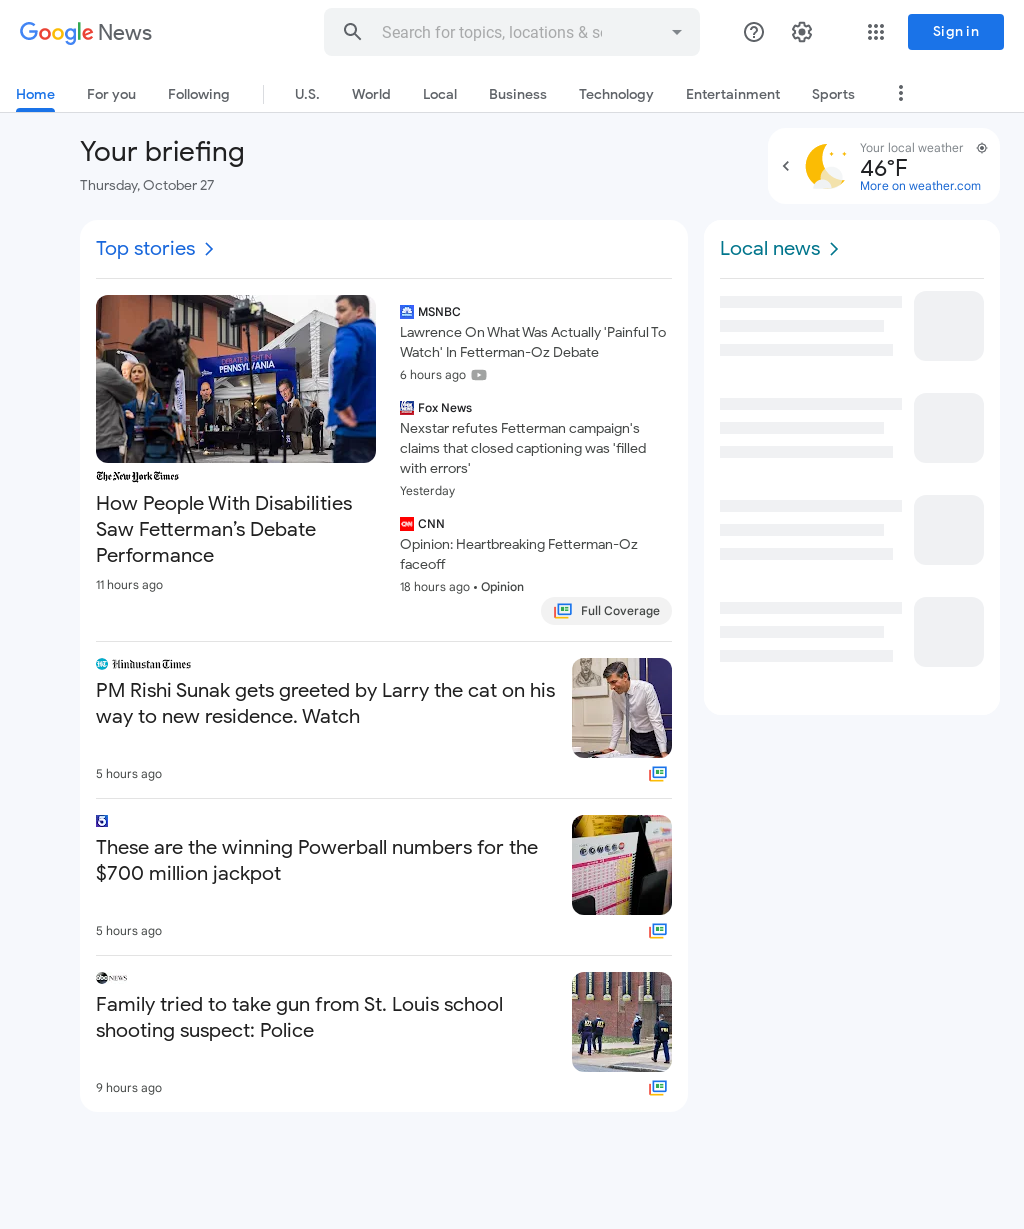 Google News
Search for topics, locations & s
Sign in
Home
For you
Following
U.S.
World
Local
Business
Technology
Entertainment
Sports
Your briefing
Thursday, October 27
Your local weather
46°F
More on weather.com
Top stories
DEBATE NIGHT IN
PENNSYLVANIA
The New York Times
How People With Disabilities
Saw Fetterman’s Debate
Performance
11 hours ago
MSNBC
Lawrence On What Was Actually 'Painful To
Watch' In Fetterman-Oz Debate
6 hours ago
Fox News
Nexstar refutes Fetterman campaign's
claims that closed captioning was 'filled
with errors'
Yesterday
CNN
CNN
Opinion: Heartbreaking Fetterman-Oz
faceoff
18 hours ago • Opinion
Full Coverage
Hindustan Times
PM Rishi Sunak gets greeted by Larry the cat on his
way to new residence. Watch
5 hours ago
5
These are the winning Powerball numbers for the
$700 million jackpot
5 hours ago
abc NEWS
Family tried to take gun from St. Louis school
shooting suspect: Police
9 hours ago
Local news